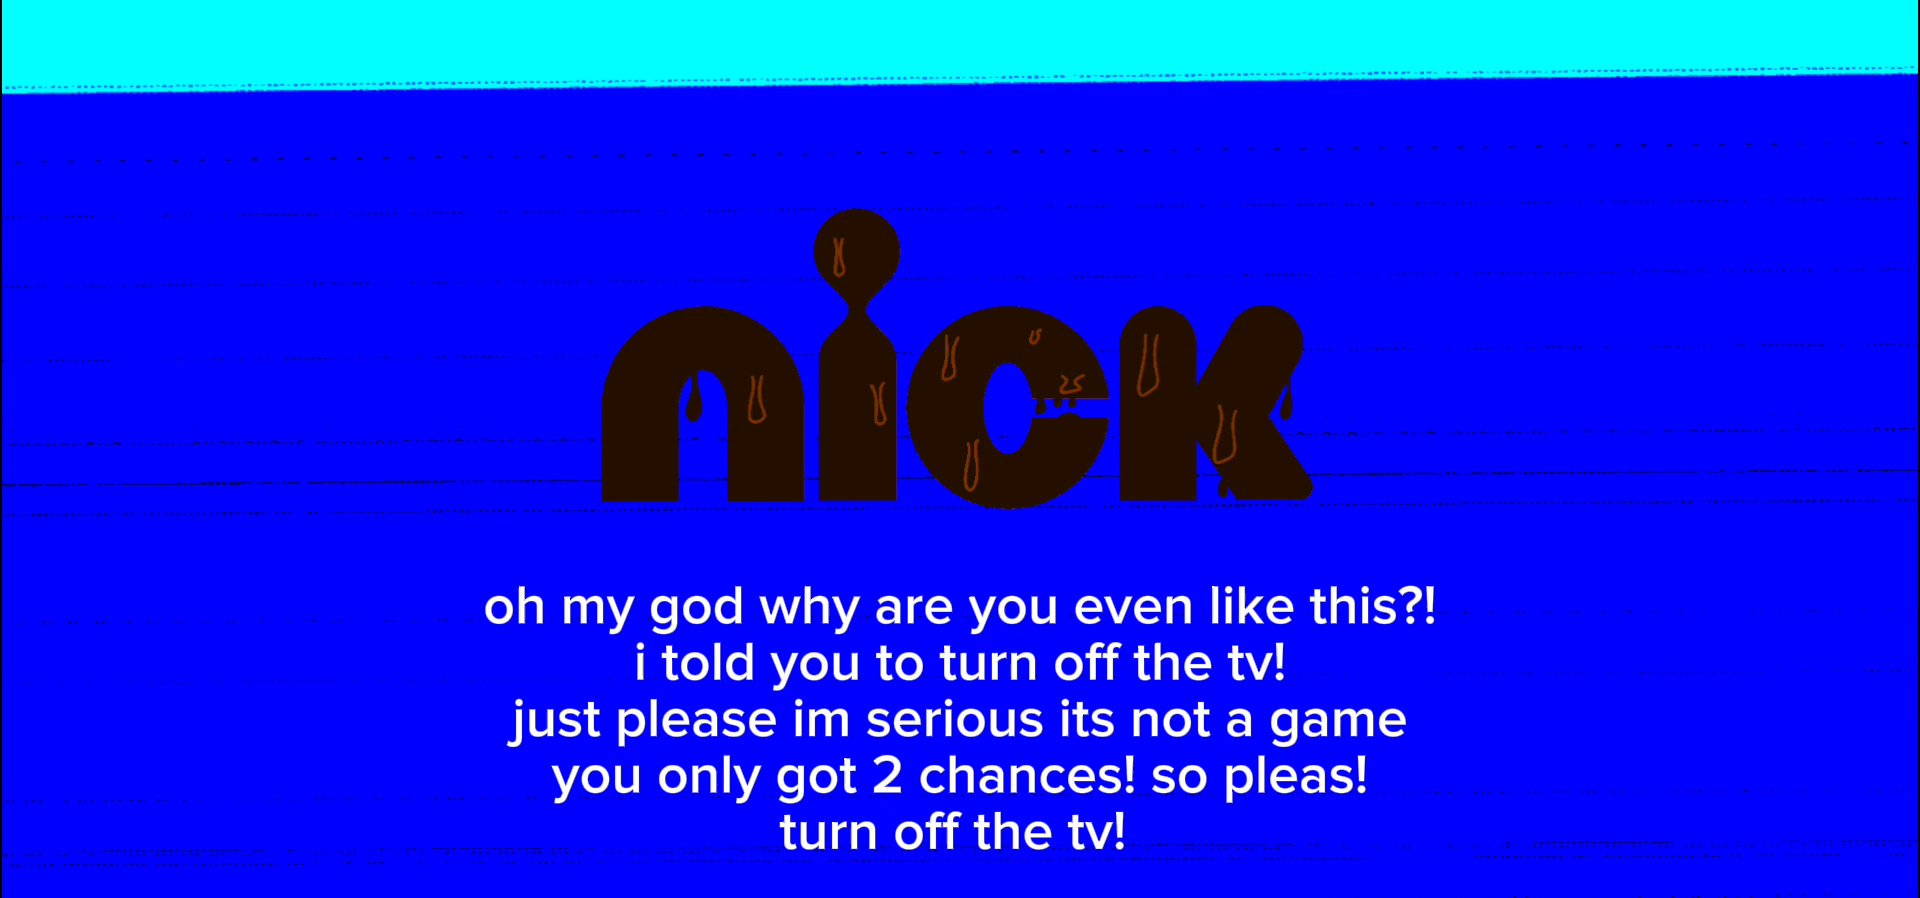 nick
oh my god why are you even like this?!
i told you to turn off the tv!
just please im serious its not a game
you only got 2 chances! so pleas!
turn off the tv!